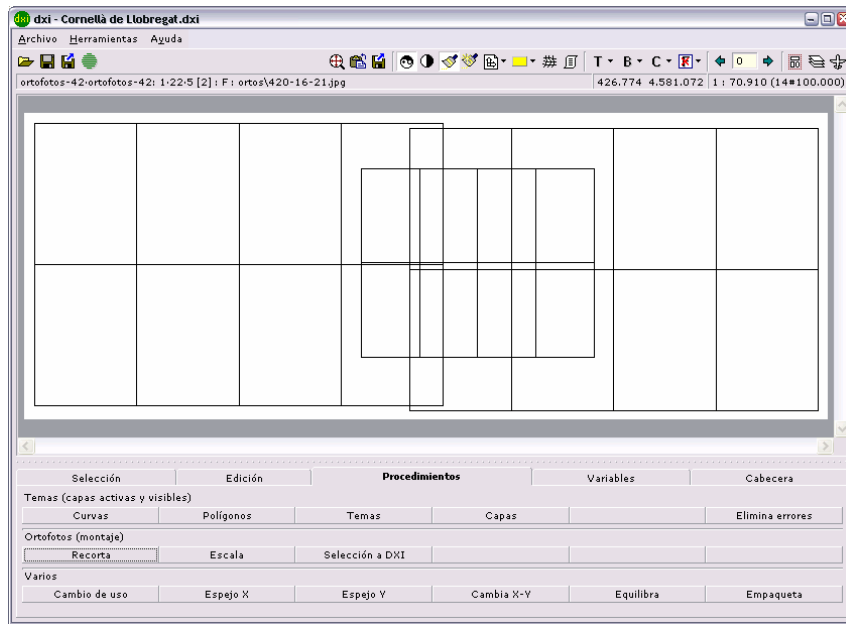 dxi dxi - Cornellà de Llobregat.dxi
Archivo Herramientas Ayuda
T B C R 0
ortofotos-42·ortofotos-42: 1·22·5 [2] : F : ortos\420-16-21.jpg 426.774 4.581.072 1 : 70.910 (14≡100.000)
Selección Edición Procedimientos Variables Cabecera
Temas (capas activas y visibles)
Curvas Polígonos Temas Capas Elimina errores
Ortofotos (montaje)
Recorta Escala Selección a DXI
Varios
Cambio de uso Espejo X Espejo Y Cambia X-Y Equilibra Empaqueta